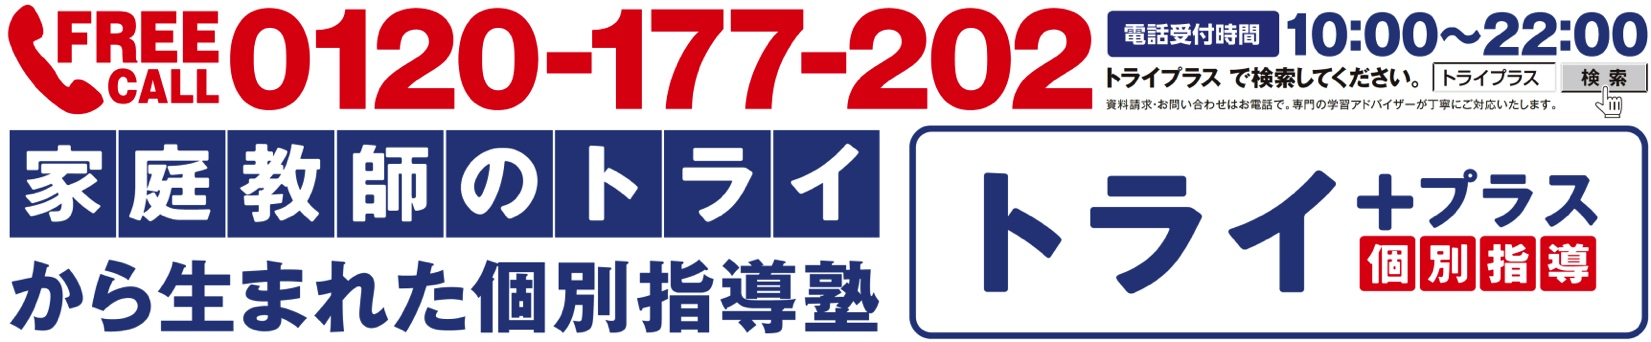 FREE CALL 0120-177-202
電話受付時間 10:00～22:00
トライプラス で検索してください。 トライプラス 検索
資料請求・お問い合わせはお電話で。専門の学習アドバイザーが丁寧にご対応いたします。
家庭教師のトライ
から生まれた個別指導塾
トライ+プラス
個別指導